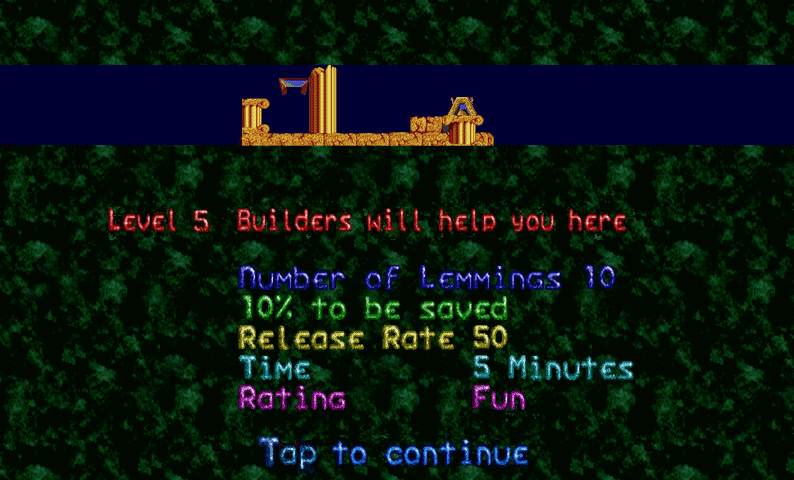 Level 5 Builders will help you here
Number of Lemmings 10
10% to be saved
Release Rate 50
Time 5 Minutes
Rating Fun
Tap to continue